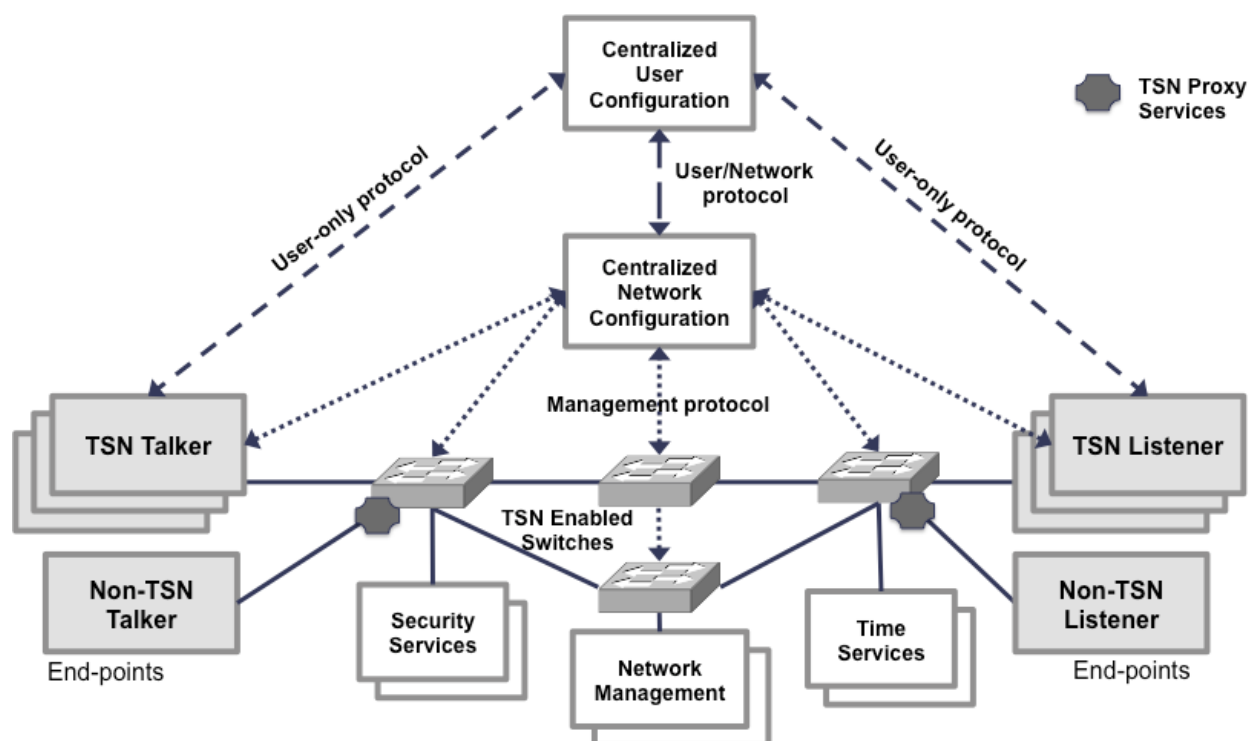 Centralized
User
Configuration
TSN Proxy
Services
User-only protocol
User/Network
protocol
User-only protocol
Centralized
Network
Configuration
Management protocol
TSN Talker
TSN Listener
TSN Enabled
Switches
Non-TSN
Talker
Security
Services
Network
Management
Time
Services
Non-TSN
Listener
End-points
End-points